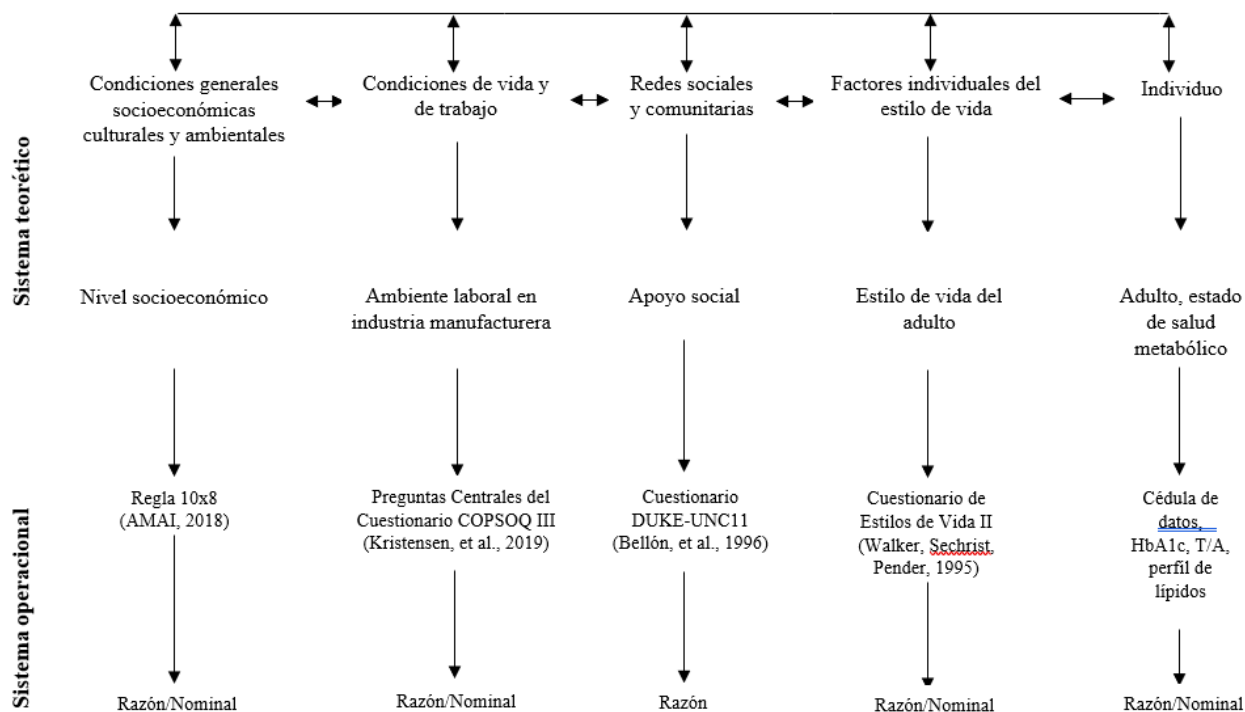 Condiciones generales
socioeconómicas
culturales y ambientales
Condiciones de vida y
de trabajo
Redes sociales
y comunitarias
Factores individuales del
estilo de vida
Individuo
Sistema teorético
Nivel socioeconómico
Ambiente laboral en
industria manufacturera
Apoyo social
Estilo de vida del
adulto
Adulto, estado
de salud
metabólico
Sistema operacional
Regla 10x8
(AMAI, 2018)
Preguntas Centrales del
Cuestionario COPSOQ III
(Kristensen, et al., 2019)
Cuestionario
DUKE-UNC11
(Bellón, et al., 1996)
Cuestionario de
Estilos de Vida II
(Walker, Sechrist,
Pender, 1995)
Cédula de
datos,
HbA1c, T/A,
perfil de
lípidos
Razón/Nominal
Razón/Nominal
Razón
Razón/Nominal
Razón/Nominal